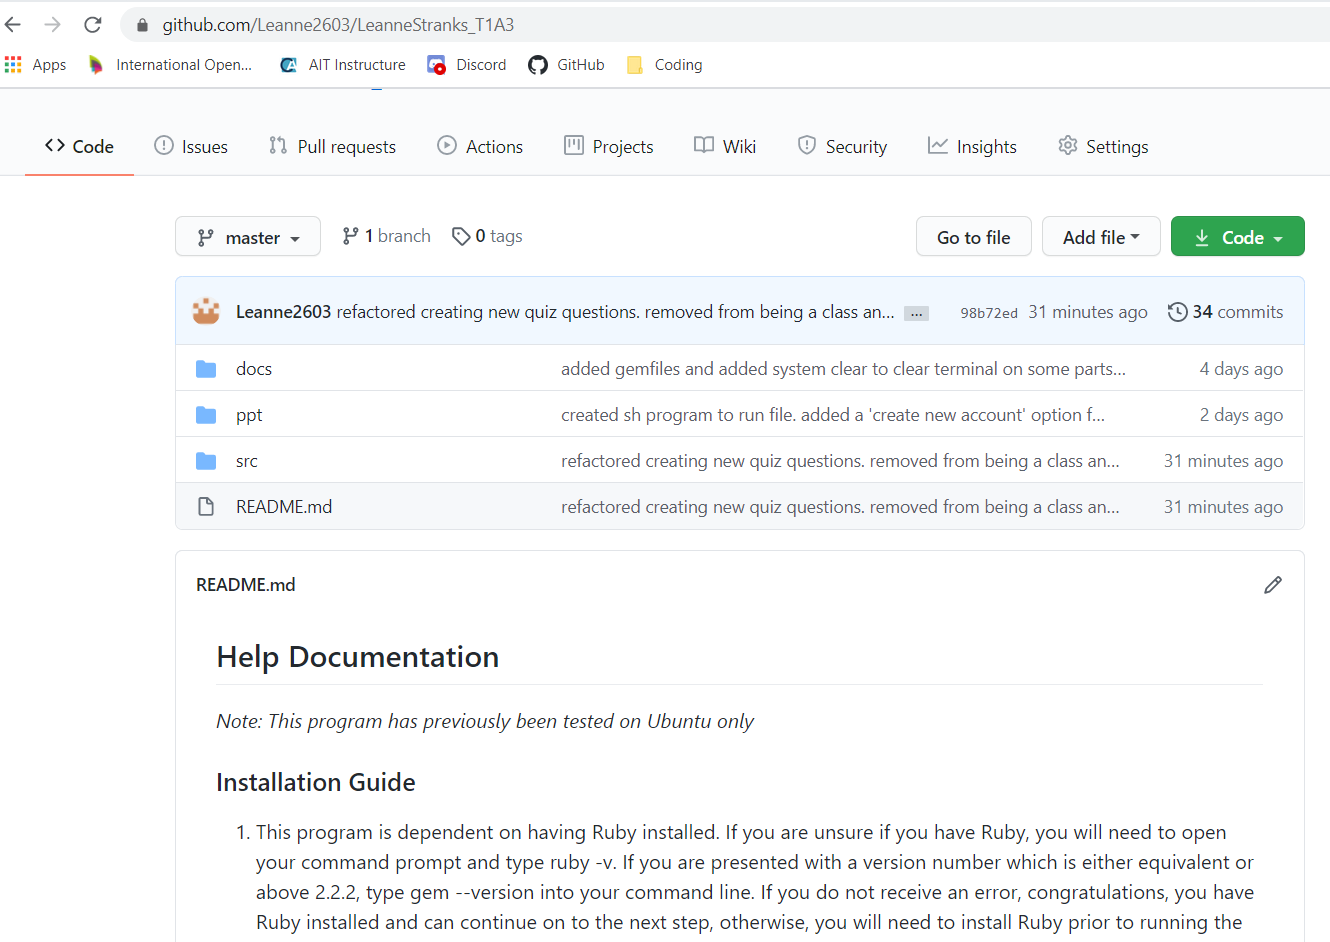 github.com/Leanne2603/LeanneStranks_T1A3
Apps International Open... AIT Instructure Discord GitHub Coding
Code Issues Pull requests Actions Projects Wiki Security Insights Settings
master 1 branch 0 tags Go to file Add file Code
Leanne2603 refactored creating new quiz questions. removed from being a class an... ... 98b72ed 31 minutes ago 34 commits
docs added gemfiles and added system clear to clear terminal on some parts... 4 days ago
ppt created sh program to run file. added a 'create new account' option f... 2 days ago
src refactored creating new quiz questions. removed from being a class an... 31 minutes ago
README.md refactored creating new quiz questions. removed from being a class an... 31 minutes ago
README.md
Help Documentation
Note: This program has previously been tested on Ubuntu only
Installation Guide
1. This program is dependent on having Ruby installed. If you are unsure if you have Ruby, you will need to open
your command prompt and type ruby -v. If you are presented with a version number which is either equivalent or
above 2.2.2, type gem --version into your command line. If you do not receive an error, congratulations, you have
Ruby installed and can continue on to the next step, otherwise, you will need to install Ruby prior to running the